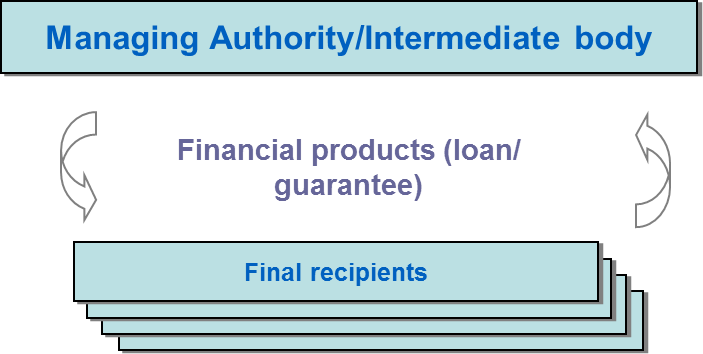 Managing Authority/Intermediate body
Financial products (loan/
guarantee)
Final recipients